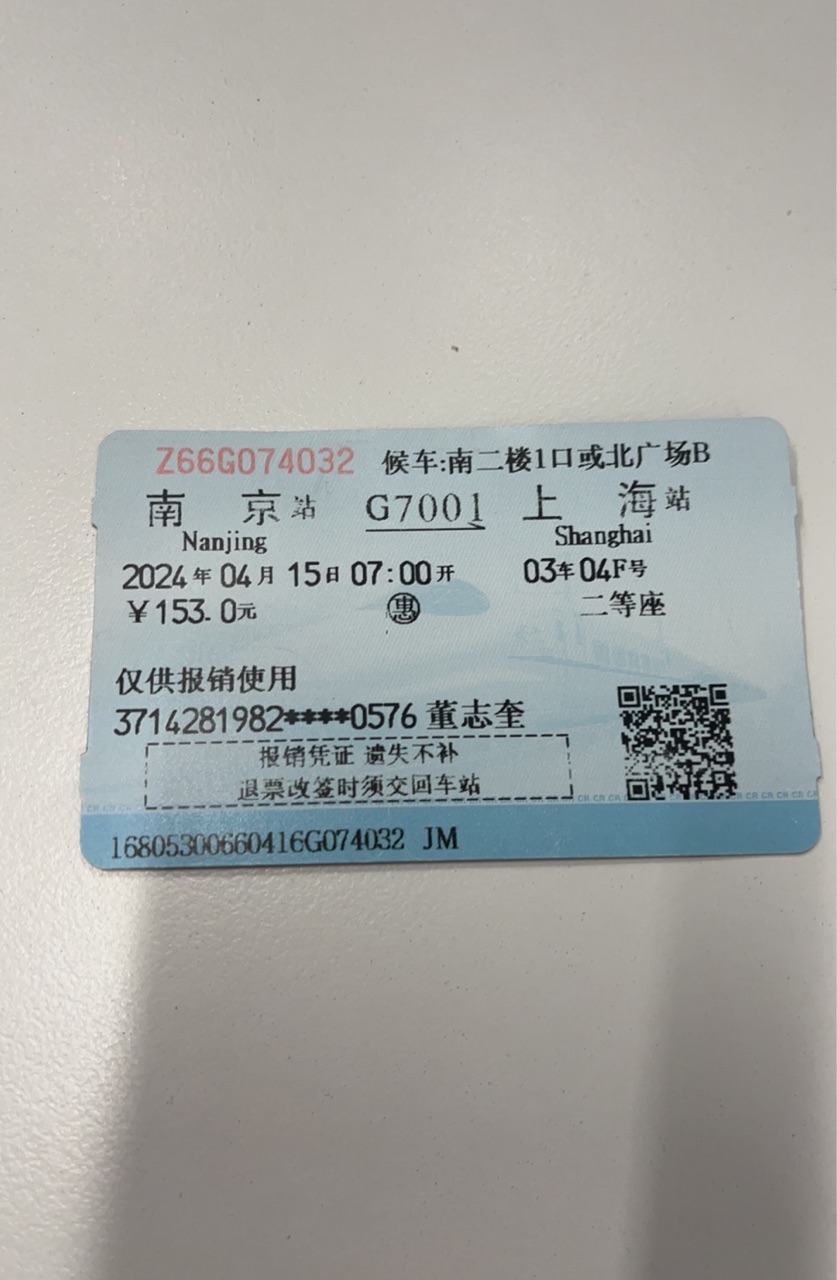 Z66G074032 候车:南二楼1口或北广场B
南京站 G7001 上海站
Nanjing Shanghai
2024年04月15日07:00开 03车04F号
￥153.0元 惠 二等座
仅供报销使用
3714281982****0576 董志奎
报销凭证 遗失不补
退票改签时须交回车站
16805300660416G074032 JM